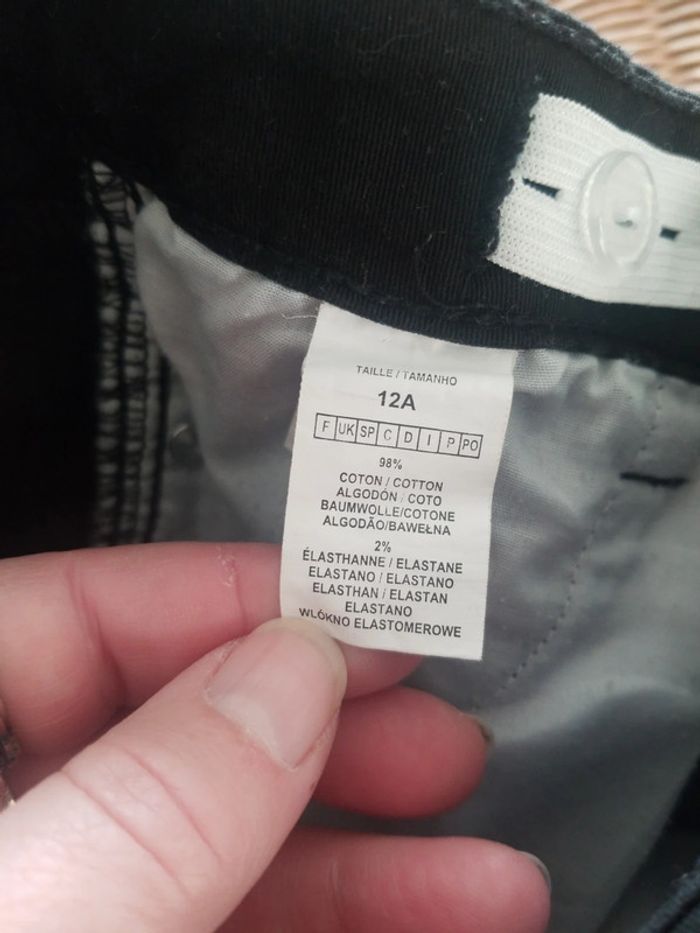 TAILLE / TAMANHO
12A
F UK SP C D I P PO
98%
COTON / COTTON
ALGODÓN / COTO
BAUMWOLLE/COTONE
ALGODÃO/BAWEŁNA
2%
ÉLASTHANNE / ELASTANE
ELASTANO / ELASTANO
ELASTHAN / ELASTAN
ELASTANO
WLÓKNO ELASTOMEROWE